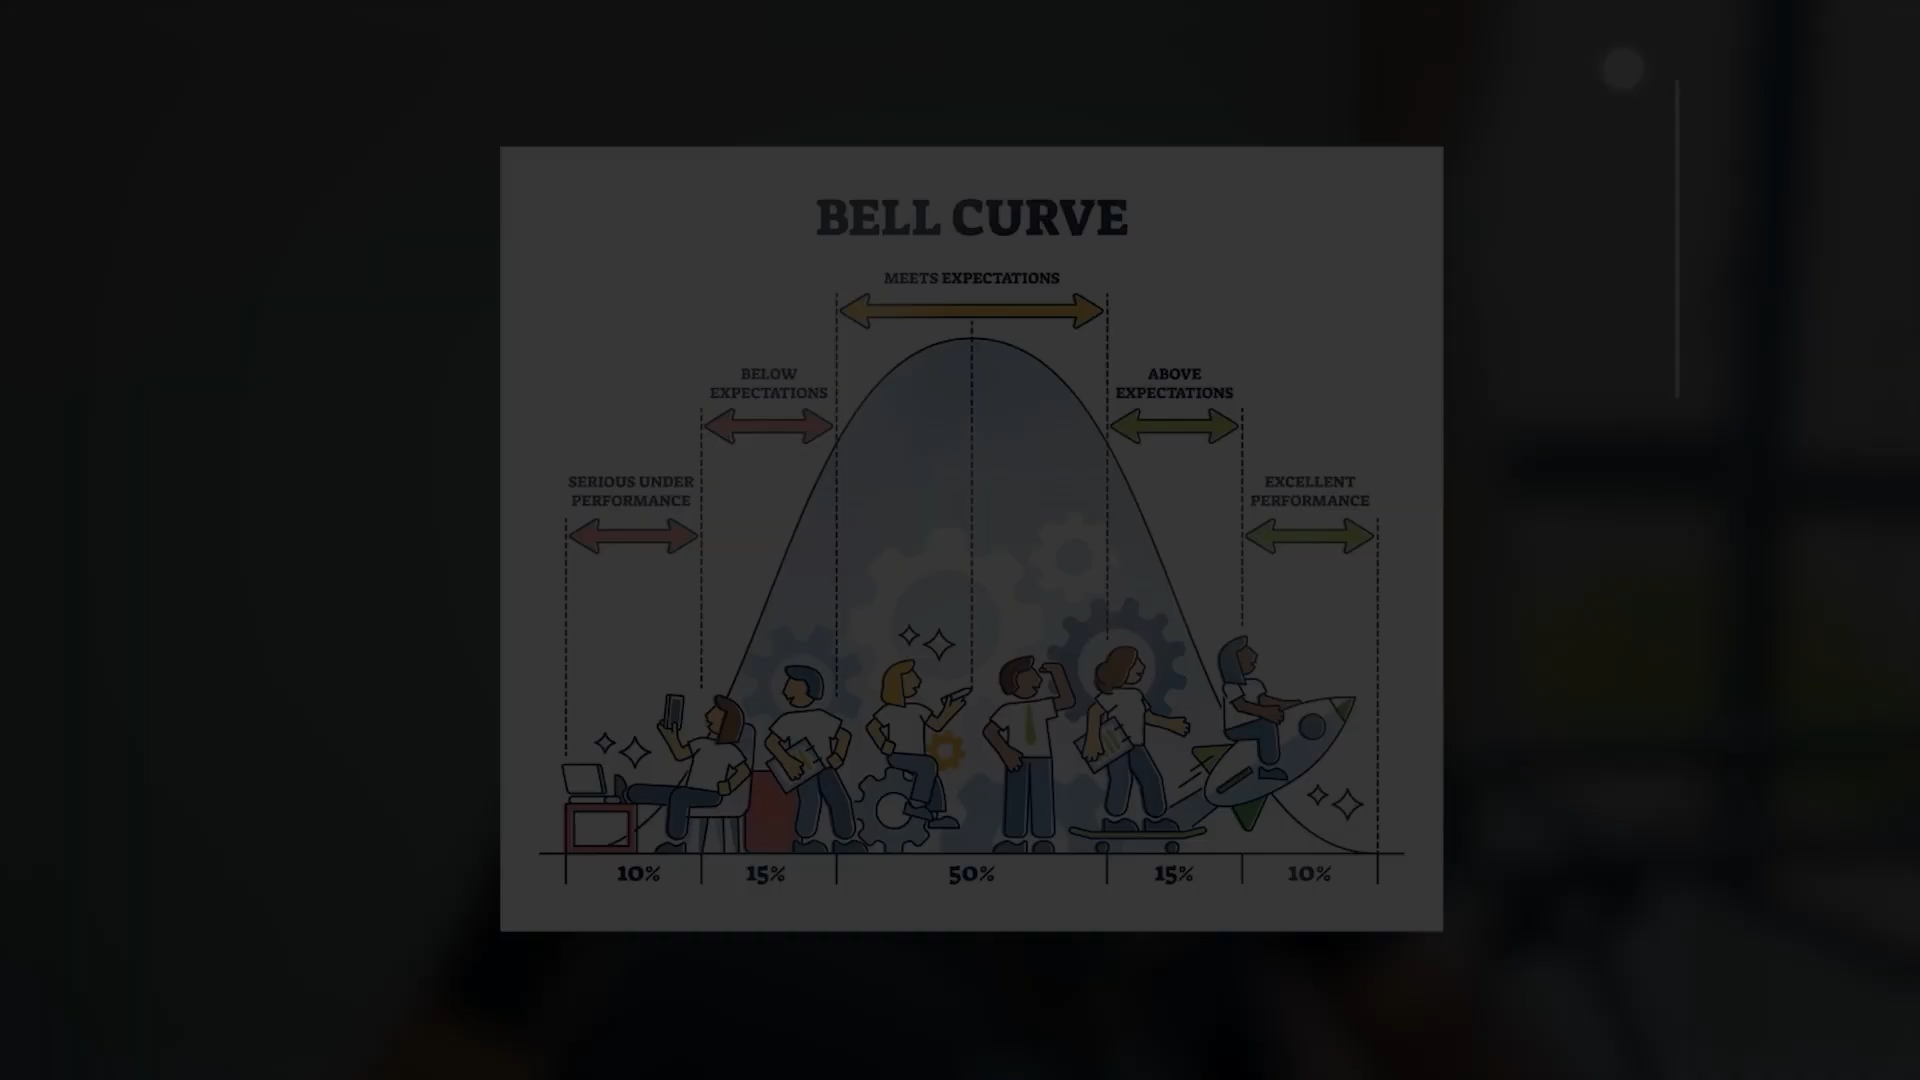 BELL CURVE
MEETS EXPECTATIONS
BELOW
EXPECTATIONS
ABOVE
EXPECTATIONS
SERIOUS UNDER
PERFORMANCE
EXCELLENT
PERFORMANCE
10% 15% 50% 15% 10%